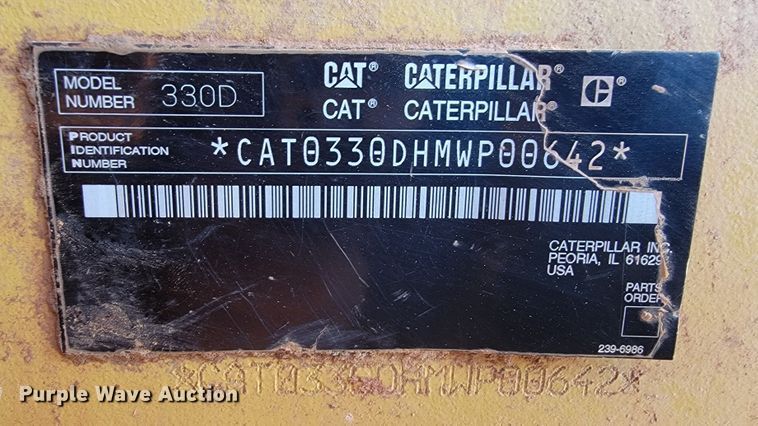 MODEL NUMBER 330D
CAT® CATERPILLAR® C®
CAT® CATERPILLAR®
PRODUCT IDENTIFICATION NUMBER *CAT0330DHMWP00642*
CATERPILLAR INC.
PEORIA, IL 61629
USA
PARTS
ORDER
239-6986
*CAT0330DHMWP00642*
Purple Wave Auction®